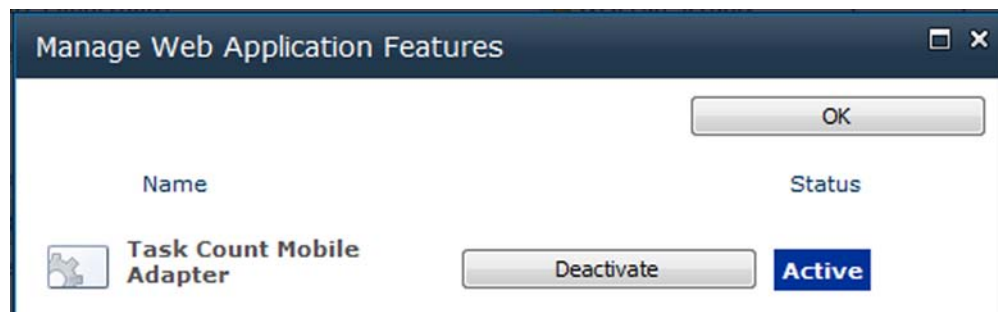 Manage Web Application Features
OK
Name Status
Task Count Mobile
Adapter
Deactivate Active